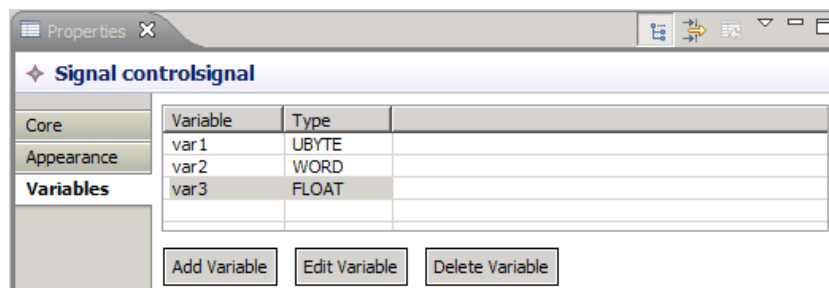 Properties
Signal controlsignal
Core
Appearance
Variables
Variable Type
var1 UBYTE
var2 WORD
var3 FLOAT
Add Variable Edit Variable Delete Variable